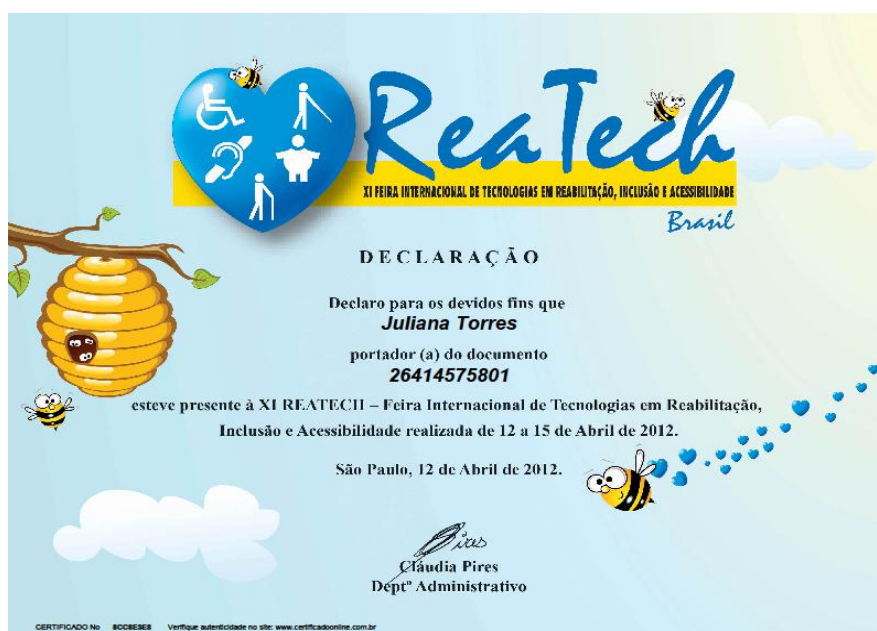 ReaTech
XI FEIRA INTERNACIONAL DE TECNOLOGIAS EM REABILITAÇÃO, INCLUSÃO E ACESSIBILIDADE
Brasil
DECLARAÇÃO
Declaro para os devidos fins que
Juliana Torres
portador (a) do documento
26414575801
esteve presente à XI REATECH – Feira Internacional de Tecnologias em Reabilitação,
Inclusão e Acessibilidade realizada de 12 a 15 de Abril de 2012.
São Paulo, 12 de Abril de 2012.
Pires
Cláudia Pires
Deptº Administrativo
CERTIFICADO No 8CC8E3E8 Verifique autenticidade no site: www.certificadoonline.com.br